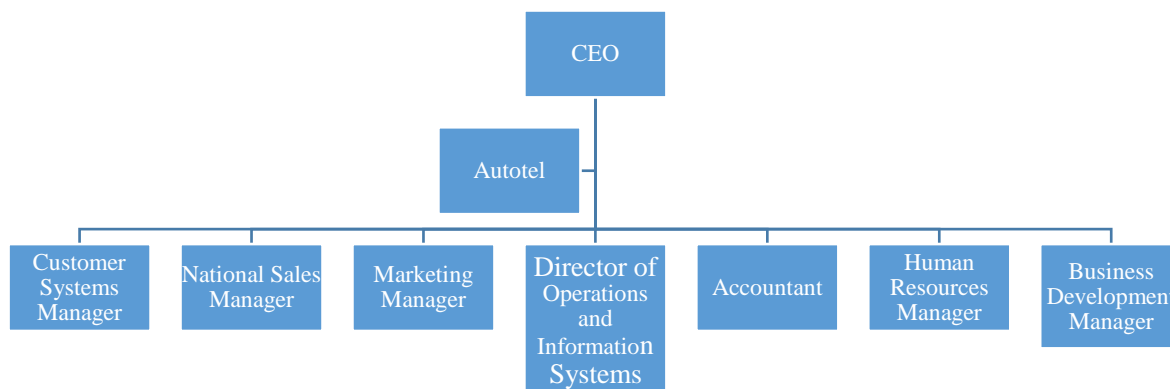 CEO
Autotel
Customer
Systems
Manager
National Sales
Manager
Marketing
Manager
Director of
Operations
and
Information
Systems
Accountant
Human
Resources
Manager
Business
Development
Manager